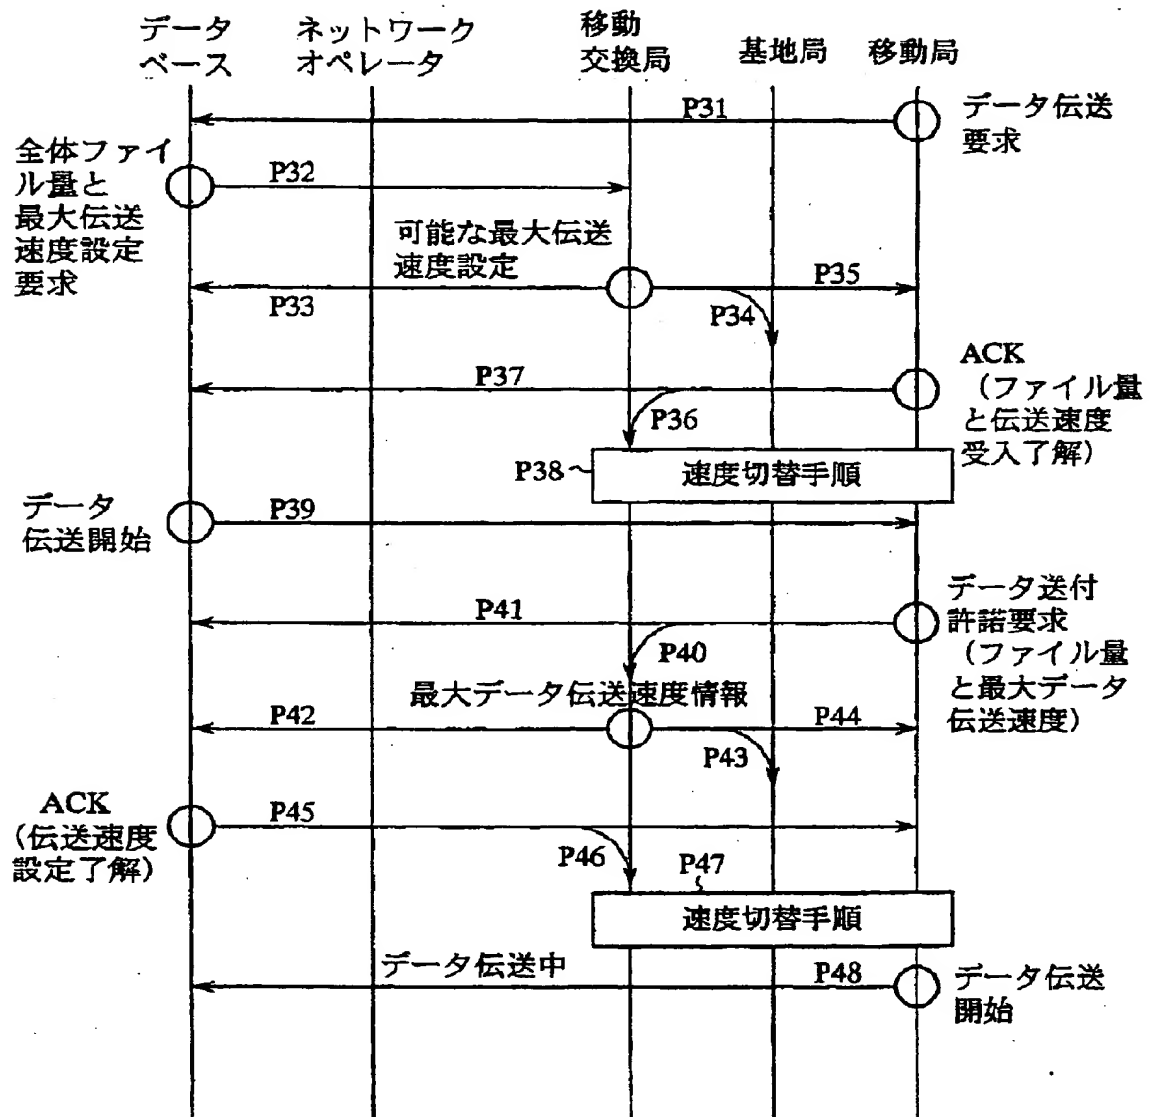 データ
ベース
ネットワーク
オペレータ
移動
交換局
基地局
移動局
P31
データ伝送
要求
全体ファイ
ル量と
最大伝送
速度設定
要求
P32
可能な最大伝送
速度設定
P33
P35
P34
P37
P36
ACK
（ファイル量
と伝送速度
受入了解）
P38
速度切替手順
データ
伝送開始
P39
P41
P40
データ送付
許諾要求
（ファイル量
と最大データ
伝送速度）
最大データ伝送速度情報
P42
P44
P43
ACK
（伝送速度
設定了解）
P45
P46
P47
速度切替手順
データ伝送中
P48
データ伝送
開始